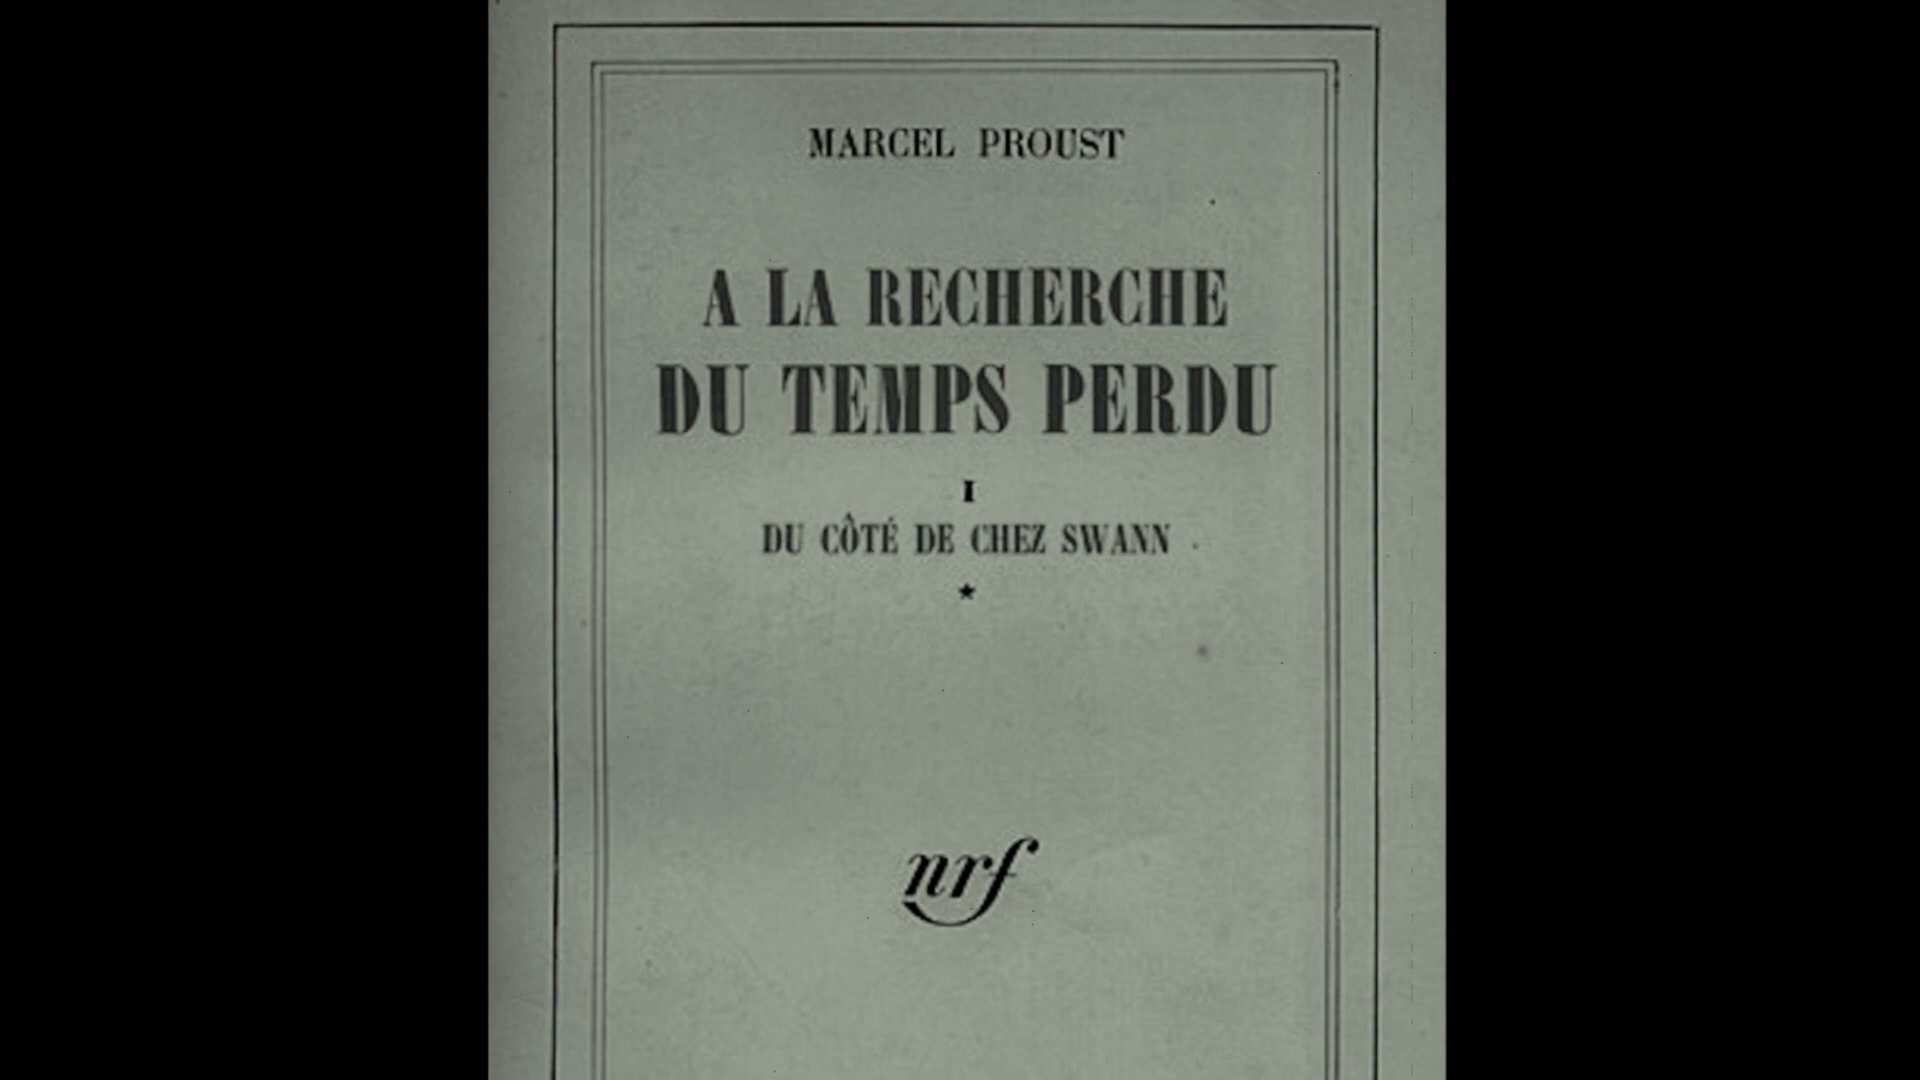 MARCEL PROUST
A LA RECHERCHE
DU TEMPS PERDU
I
DU CÔTÉ DE CHEZ SWANN
★
nrf